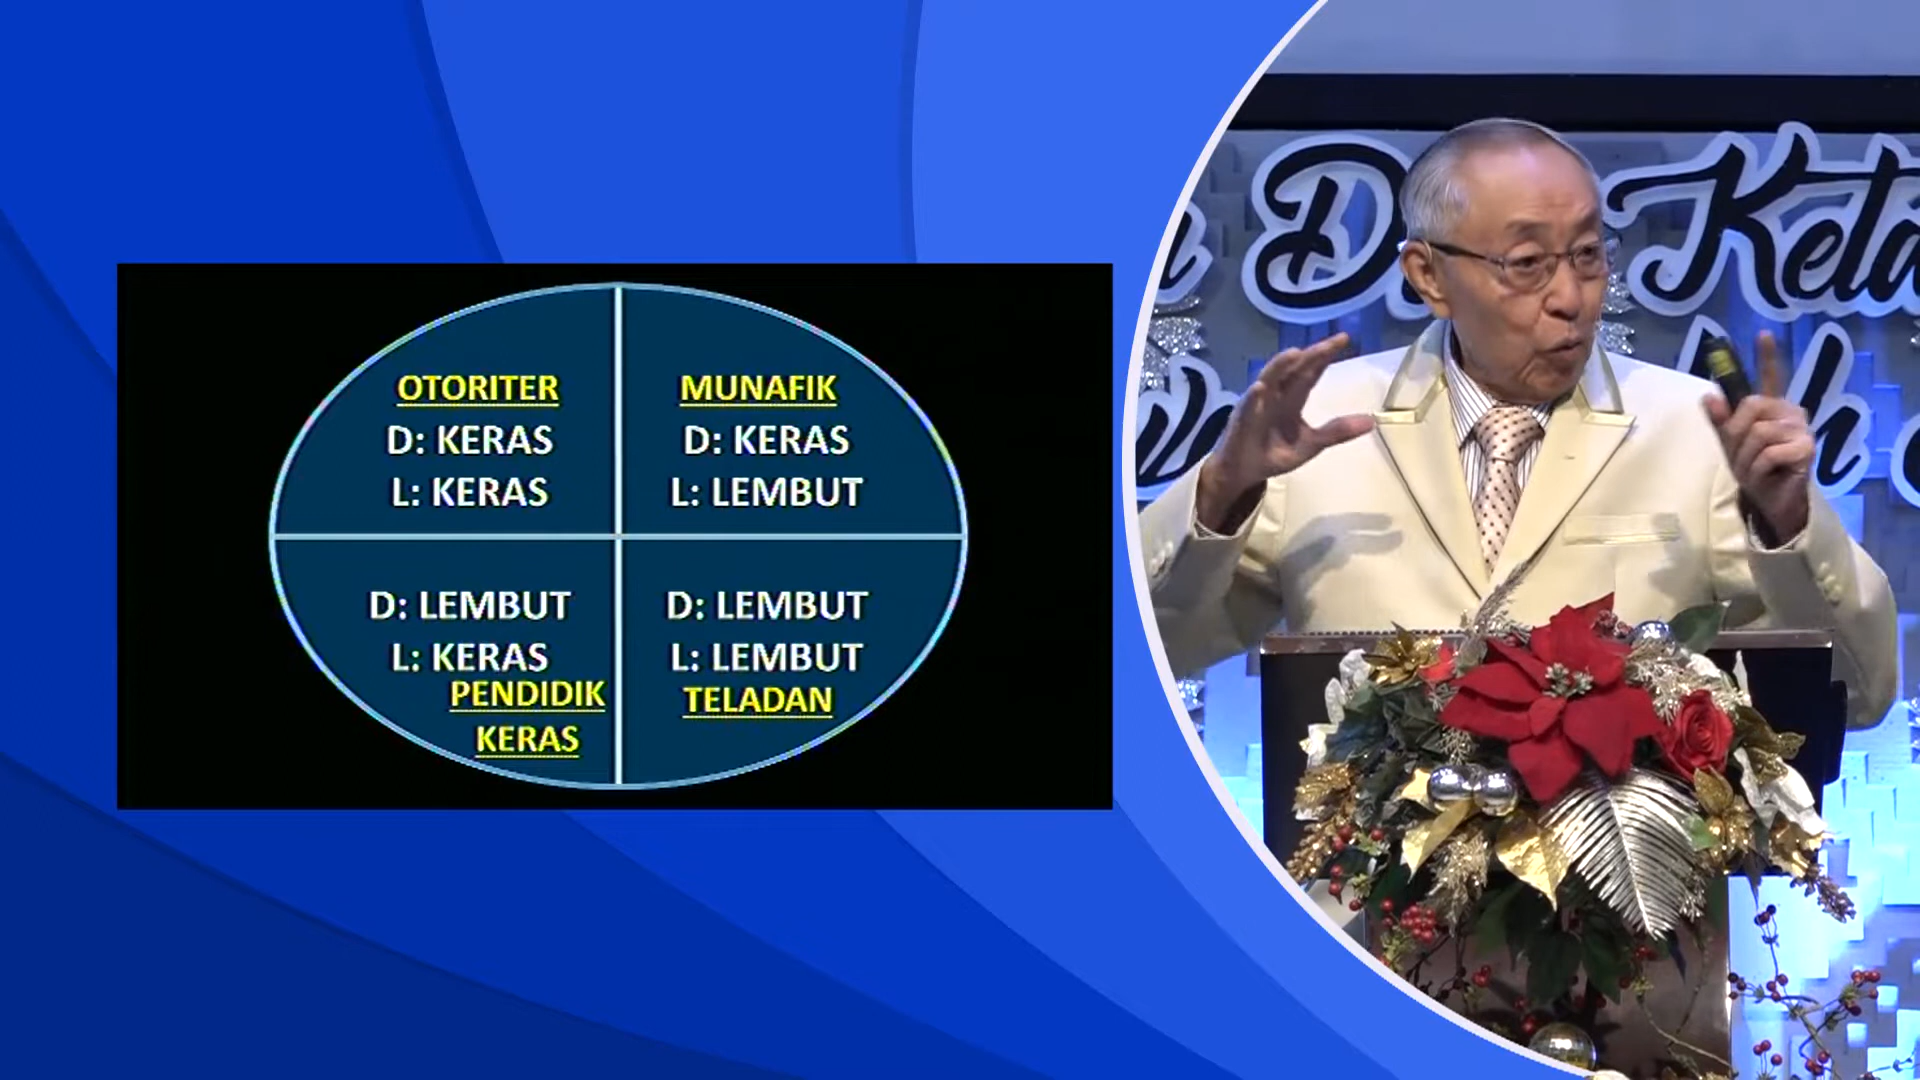 OTORITER
D: KERAS
L: KERAS
MUNAFIK
D: KERAS
L: LEMBUT
D: LEMBUT
L: KERAS
PENDIDIK
KERAS
D: LEMBUT
L: LEMBUT
TELADAN